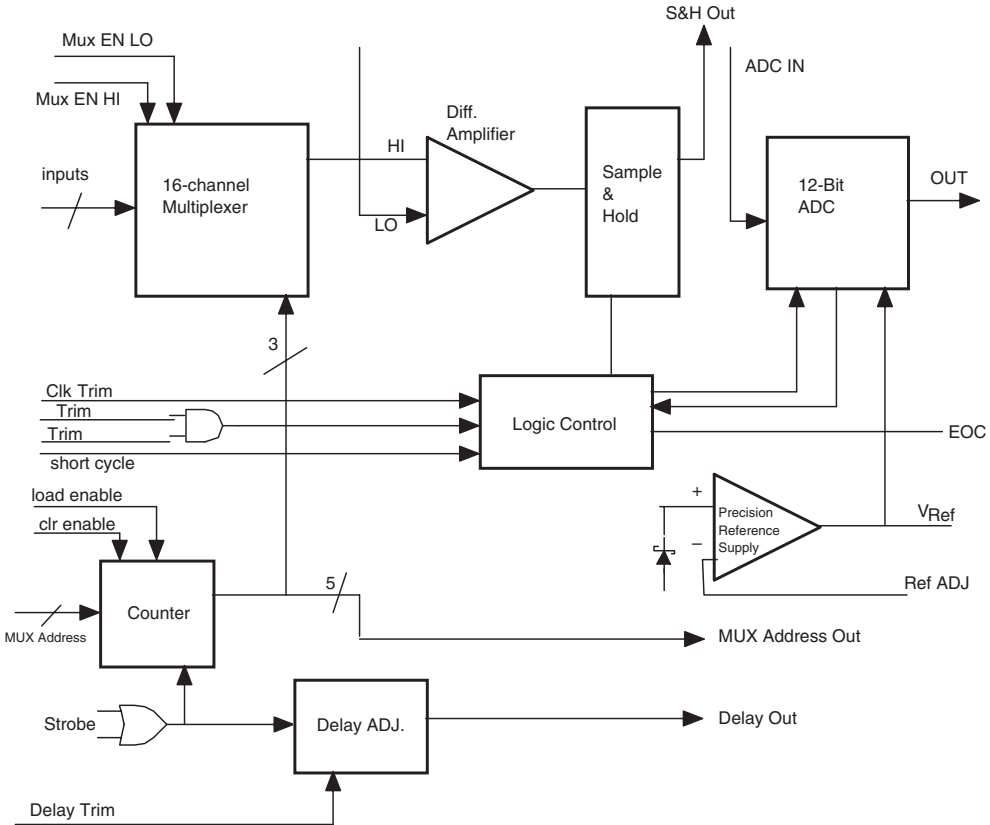 S&H Out
Mux EN LO
ADC IN
Mux EN HI
Diff.
Amplifier
HI
inputs
16-channel
Multiplexer
Sample
&
Hold
12-Bit
ADC
OUT
LO
3
Clk Trim
Trim
Trim
short cycle
Logic Control
EOC
load enable
clr enable
+
Precision
Reference
Supply
–
VRef
5
Ref ADJ
Counter
MUX Address
MUX Address Out
Strobe
Delay ADJ.
Delay Out
Delay Trim